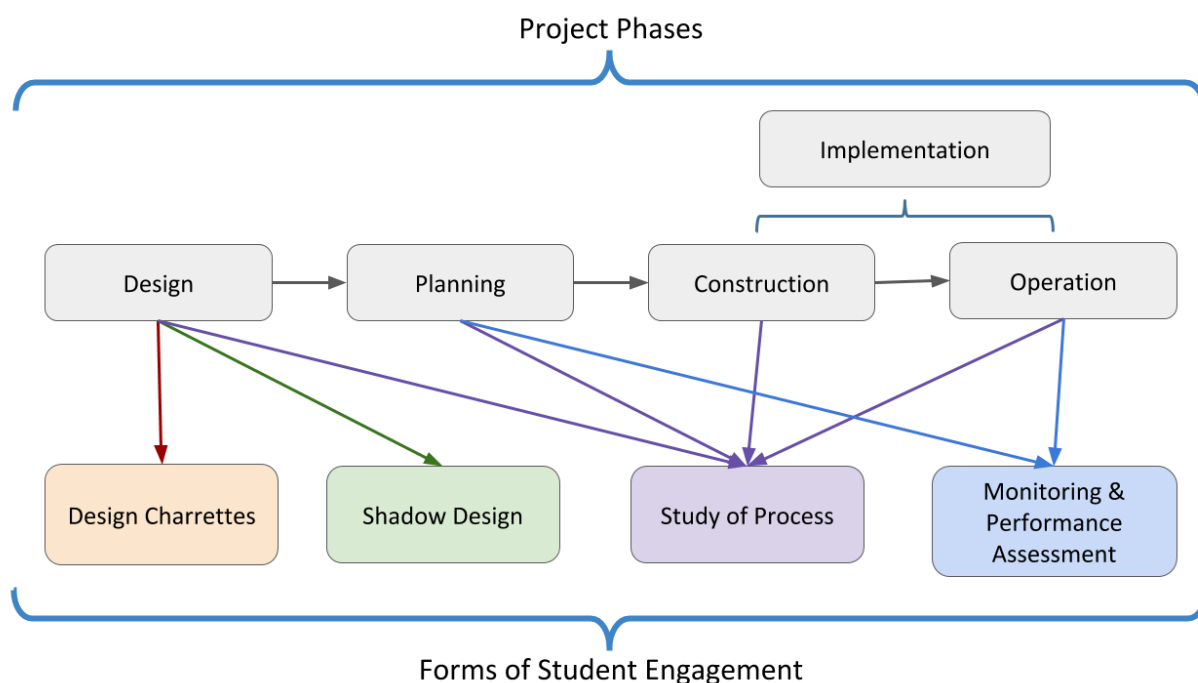 Project Phases
Implementation
Design
Planning
Construction
Operation
Design Charrettes
Shadow Design
Study of Process
Monitoring &
Performance
Assessment
Forms of Student Engagement